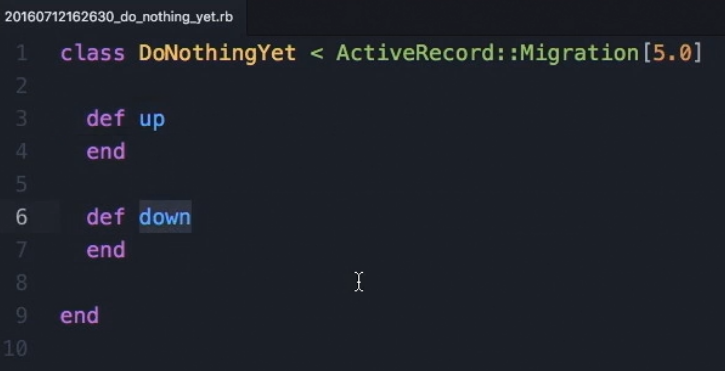 20160712162630_do_nothing_yet.rb
1 class DoNothingYet < ActiveRecord::Migration[5.0]
2
3 def up
4 end
5
6 def down
7 end
8
9 end
10